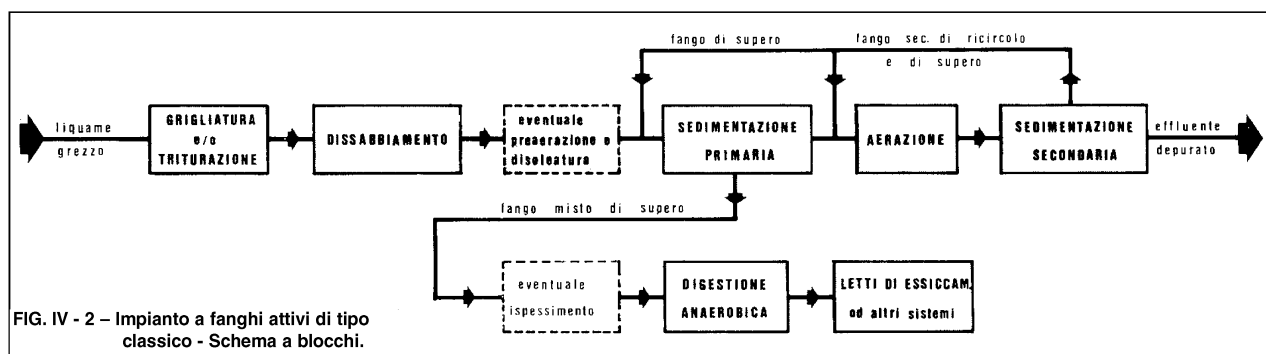 fango di supero
fango sec. di ricircolo
e di supero
liquame
grezzo
GRIGLIATURA
e/o
TRITURAZIONE
DISSABBIAMENTO
eventuale
preaerazione e
disoleatura
SEDIMENTAZIONE
PRIMARIA
AERAZIONE
SEDIMENTAZIONE
SECONDARIA
effluente
depurato
fango misto di supero
eventuale
ispessimento
DIGESTIONE
ANAEROBICA
LETTI DI ESSICCAM.
od altri sistemi
FIG. IV - 2 – Impianto a fanghi attivi di tipo
classico - Schema a blocchi.